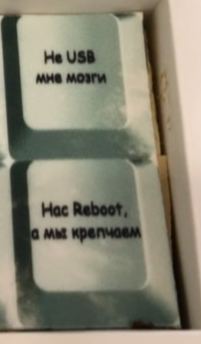 Не USB
мне мозги
Нас Reboot,
а мы крепчаем